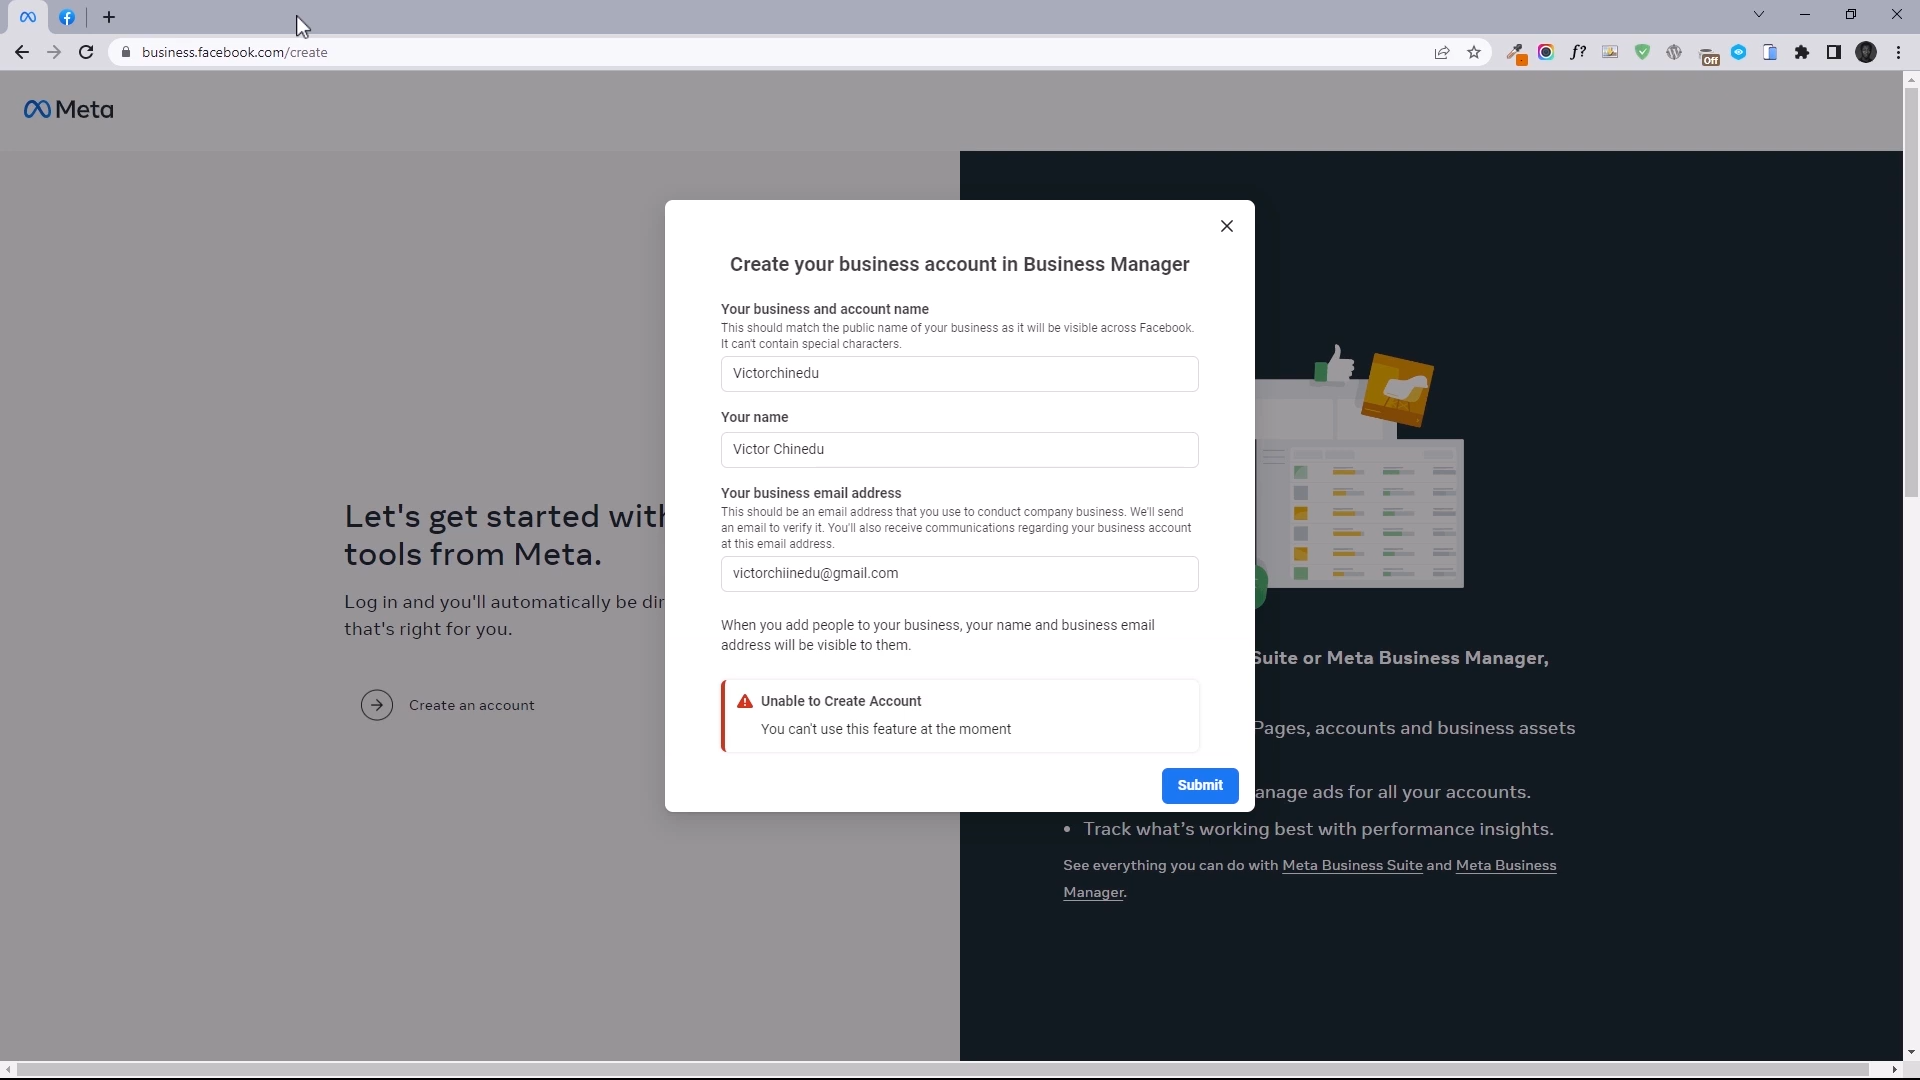 business.facebook.com/create
f?
Off
Meta
Create your business account in Business Manager
Your business and account name
This should match the public name of your business as it will be visible across Facebook.
It can't contain special characters.
Victorchinedu
Your name
Victor Chinedu
Your business email address
This should be an email address that you use to conduct company business. We'll send
an email to verify it. You'll also receive communications regarding your business account
at this email address.
victorchiinedu@gmail.com
When you add people to your business, your name and business email
address will be visible to them.
Unable to Create Account
You can't use this feature at the moment
Submit
Let's get started with
tools from Meta.
Log in and you'll automatically be dir
that's right for you.
Create an account
Suite or Meta Business Manager,
Pages, accounts and business assets
anage ads for all your accounts.
• Track what's working best with performance insights.
See everything you can do with Meta Business Suite and Meta Business
Manager.